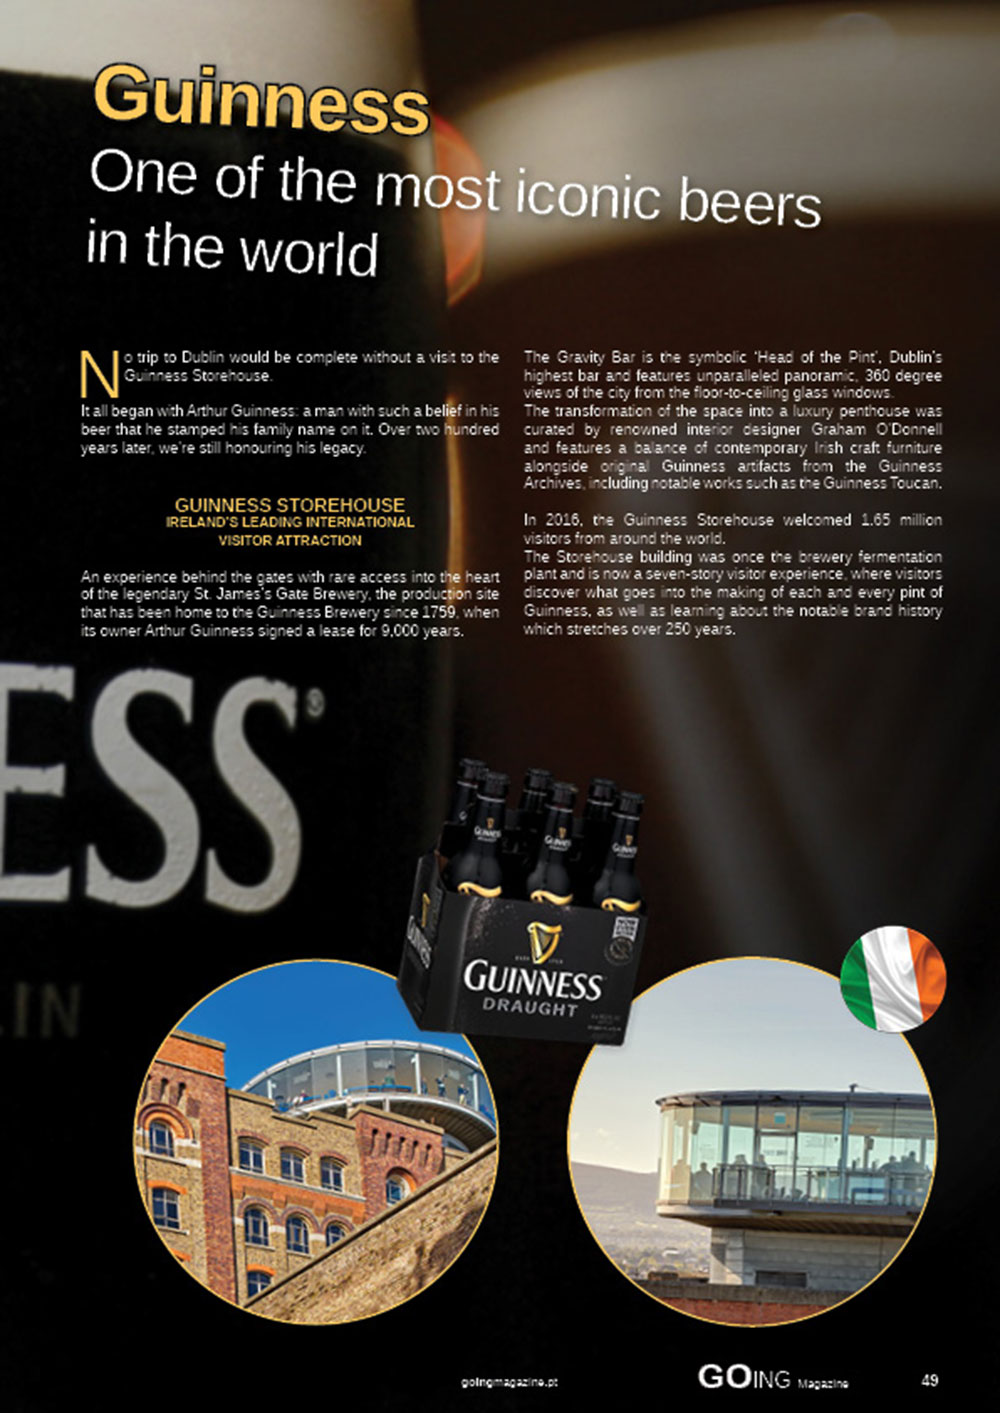 Guinness
One of the most iconic beers
in the world
No trip to Dublin would be complete without a visit to the
Guinness Storehouse.
It all began with Arthur Guinness: a man with such a belief in his
beer that he stamped his family name on it. Over two hundred
years later, we're still honouring his legacy.
GUINNESS STOREHOUSE
IRELAND'S LEADING INTERNATIONAL
VISITOR ATTRACTION
An experience behind the gates with rare access into the heart
of the legendary St. James's Gate Brewery, the production site
that has been home to the Guinness Brewery since 1759, when
its owner Arthur Guinness signed a lease for 9,000 years.
The Gravity Bar is the symbolic 'Head of the Pint', Dublin's
highest bar and features unparalleled panoramic, 360 degree
views of the city from the floor-to-ceiling glass windows.
The transformation of the space into a luxury penthouse was
curated by renowned interior designer Graham O'Donnell
and features a balance of contemporary Irish craft furniture
alongside original Guinness artifacts from the Guinness
Archives, including notable works such as the Guinness Toucan.
In 2016, the Guinness Storehouse welcomed 1.65 million
visitors from around the world.
The Storehouse building was once the brewery fermentation
plant and is now a seven-story visitor experience, where visitors
discover what goes into the making of each and every pint of
Guinness, as well as learning about the notable brand history
which stretches over 250 years.
ESS®
LIN
GUINNESS
GUINNESS
GUINNESS
GUINNESS
GUINNESS
DRAUGHT
goingmagazine.pt
GOING Magazine
49